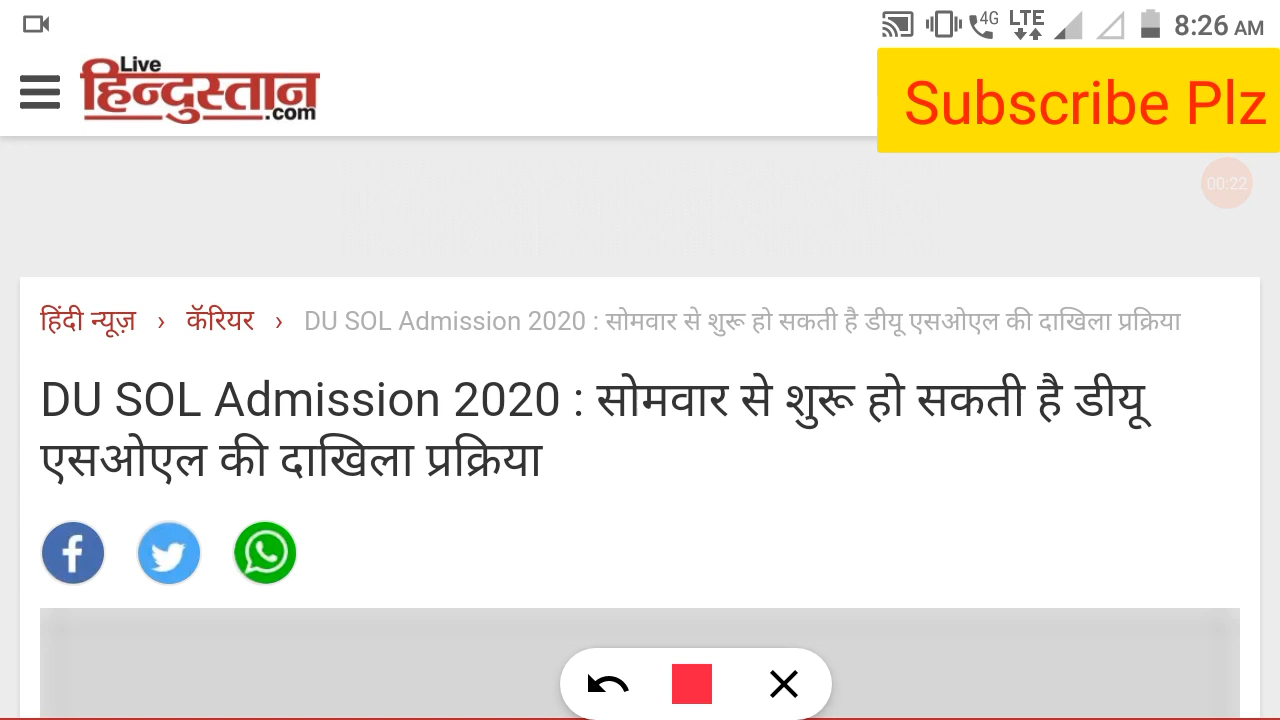 4G LTE 8:26 AM
Live
हिन्दुस्तान
.com
Subscribe Plz
00:22
हिंदी न्यूज़ › कॅरियर › DU SOL Admission 2020 : सोमवार से शुरू हो सकती है डीयू एसओएल की दाखिला प्रक्रिया
DU SOL Admission 2020 : सोमवार से शुरू हो सकती है डीयू
एसओएल की दाखिला प्रक्रिया